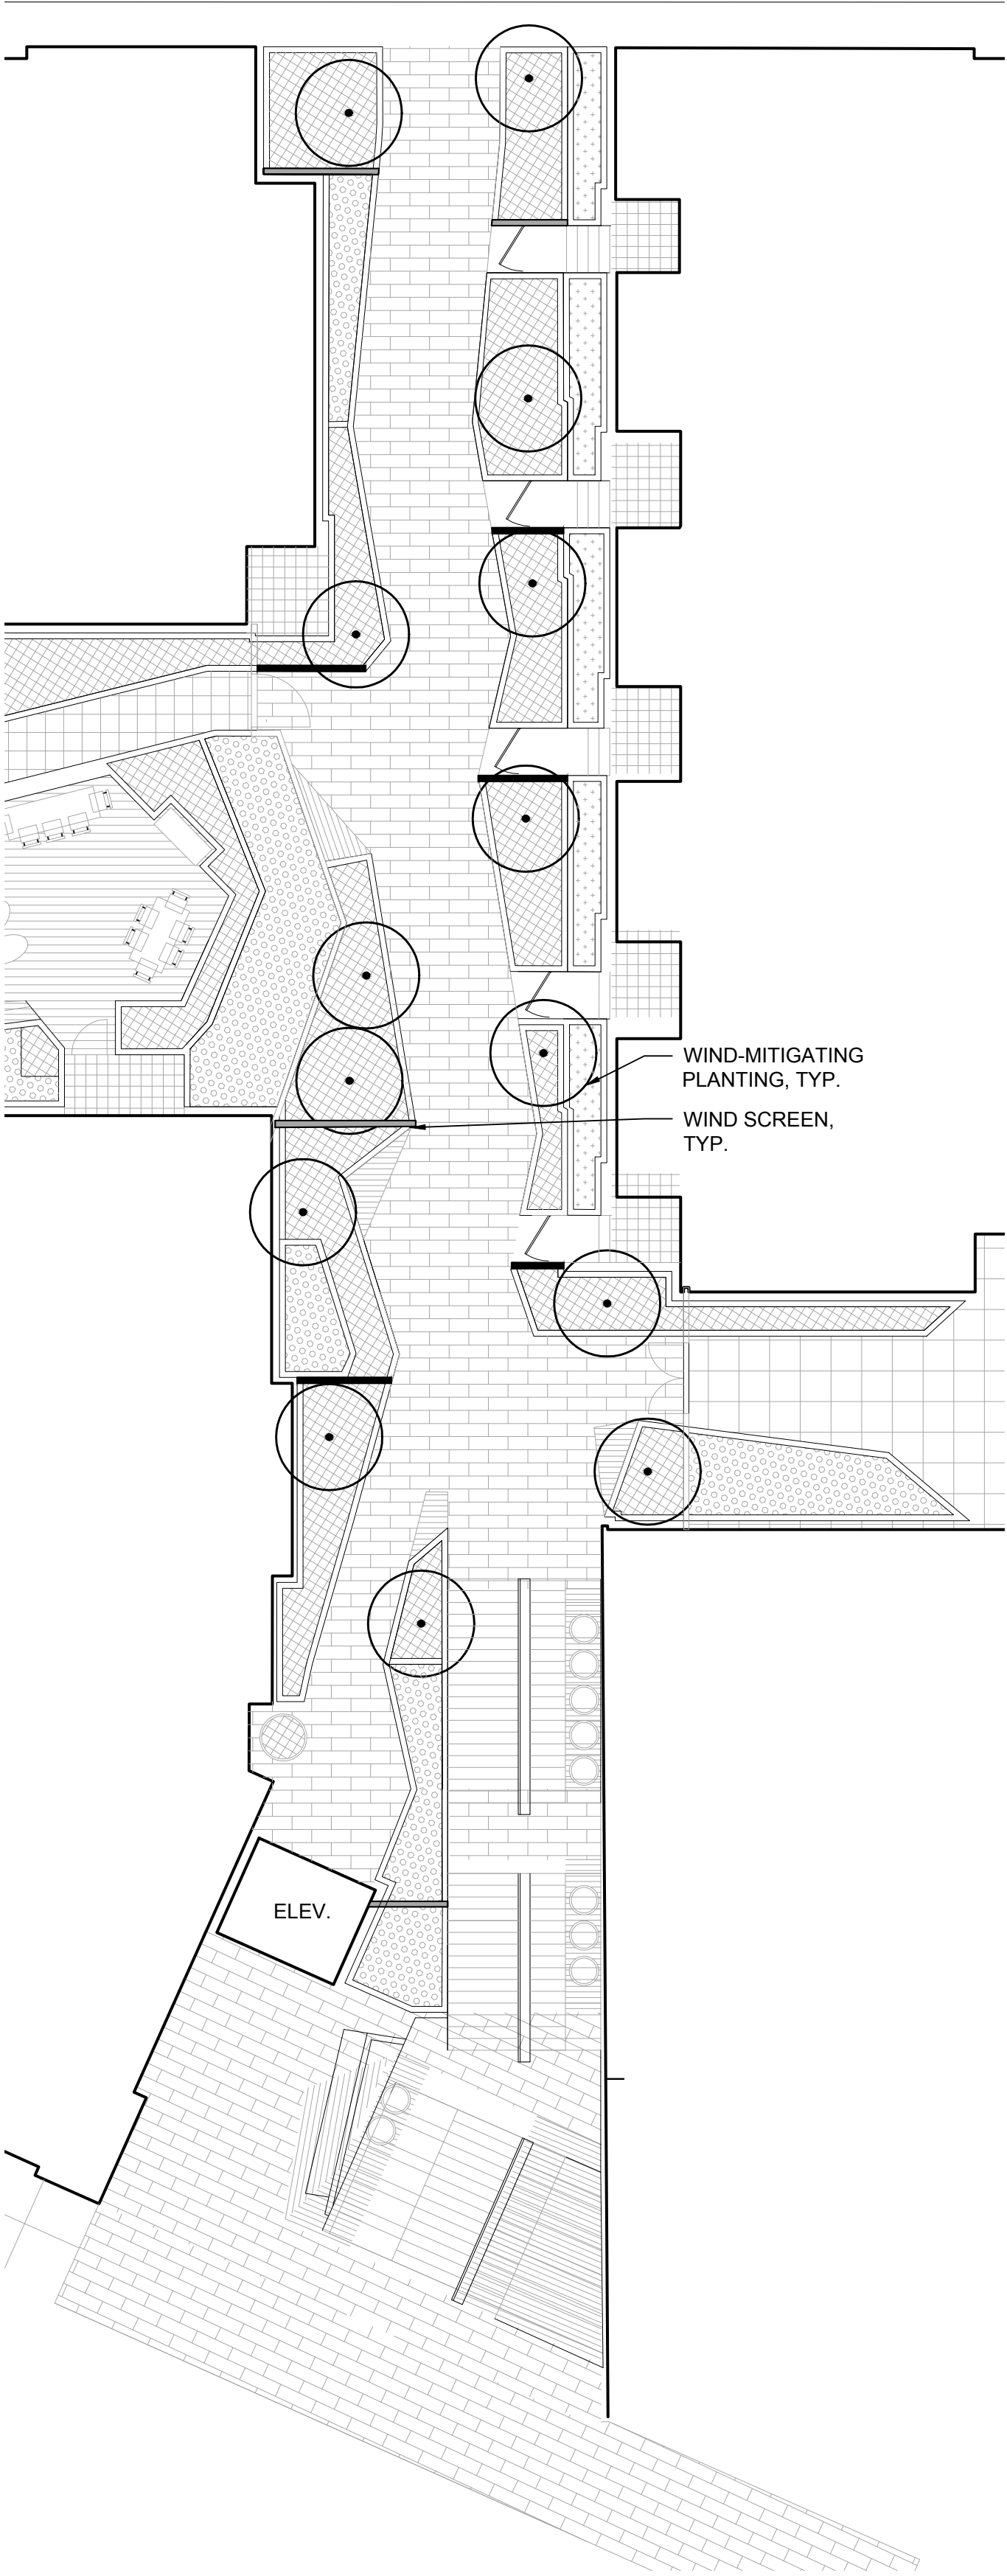 WIND-MITIGATING
PLANTING, TYP.
WIND SCREEN,
TYP.
ELEV.